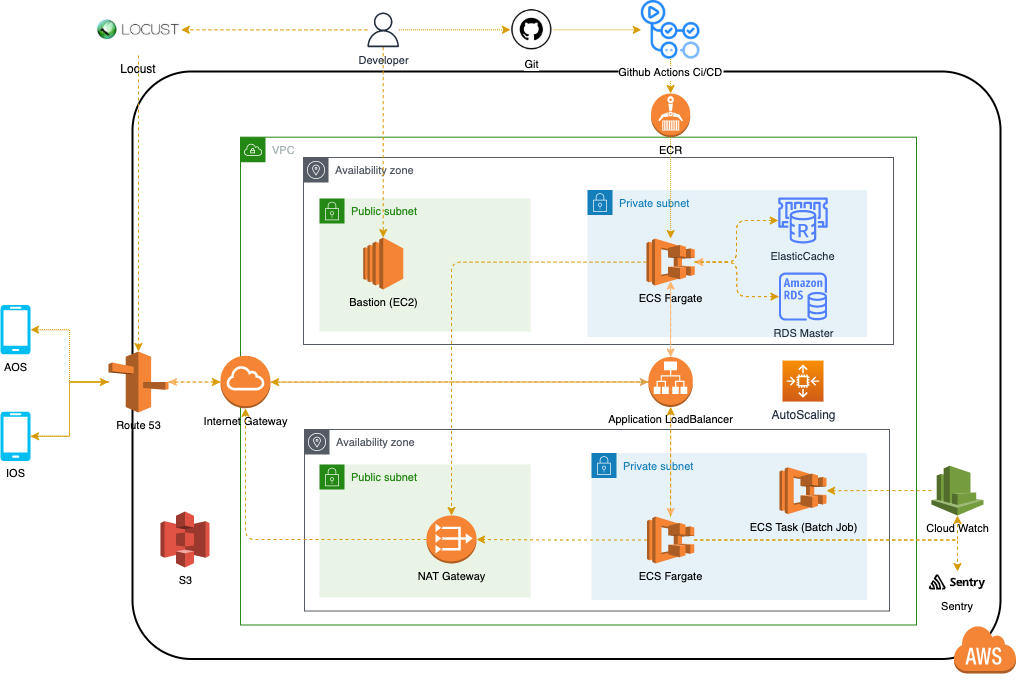 LOCUST
Locust
Developer
Git
Github Actions Ci/CD
ECR
VPC
Availability zone
Public subnet
Private subnet
R
ElasticCache
Bastion (EC2)
ECS Fargate
Amazon
RDS
RDS Master
AOS
IOS
Route 53
Internet Gateway
Application LoadBalancer
AutoScaling
Availability zone
Public subnet
Private subnet
ECS Task (Batch Job)
Cloud Watch
NAT Gateway
ECS Fargate
S3
Sentry
Sentry
AWS